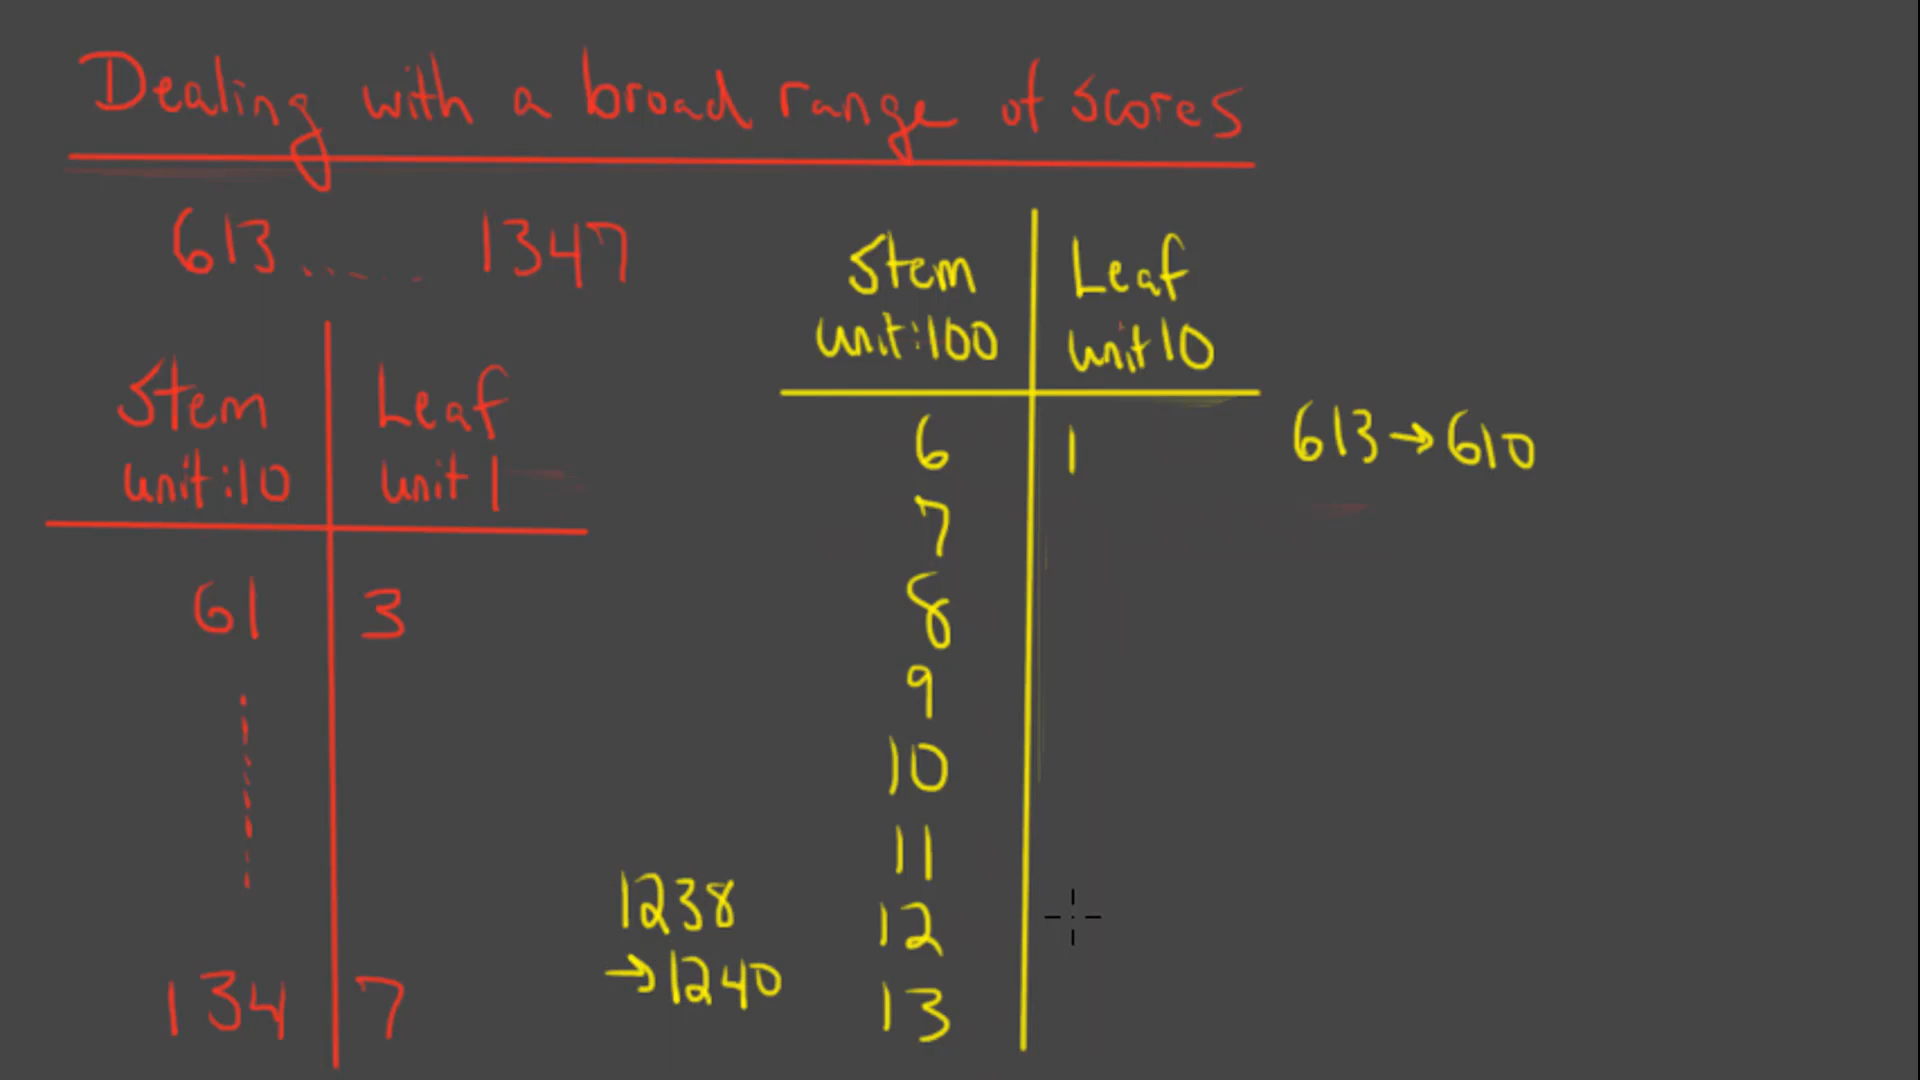 Dealing with a broad range of scores
613 ..... 1347
Stem Leaf
unit:10 unit 1
61 3
134 7
Stem Leaf
unit:100 unit 10
6 1 613→610
7
8
9
10
11
1238
12
→1240
13